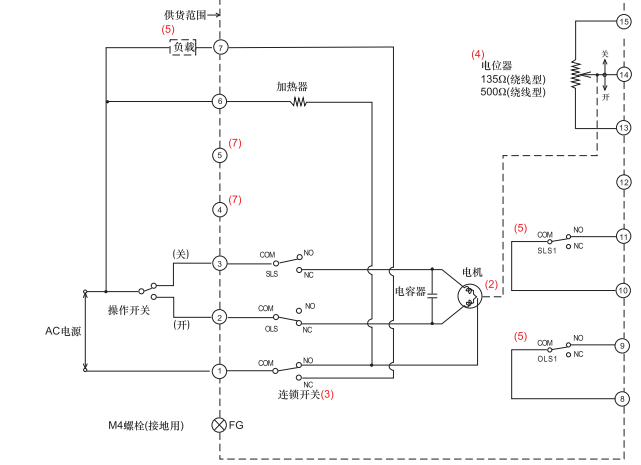 供货范围
(5)
负载
7
15
(4)
电位器
135Ω(绕线型)
500Ω(绕线型)
关
14
开
加热器
6
13
(7)
5
12
(7)
4
(关)
3
COM
NO
SLS
NC
(5)
COM
NO
SLS1
NC
11
操作开关
(开)
2
COM
NO
OLS
NC
电容器
电机
(2)
10
AC电源
1
COM
NO
NC
连锁开关(3)
(5)
COM
NO
OLS1
NC
9
8
M4螺栓(接地用)
FG